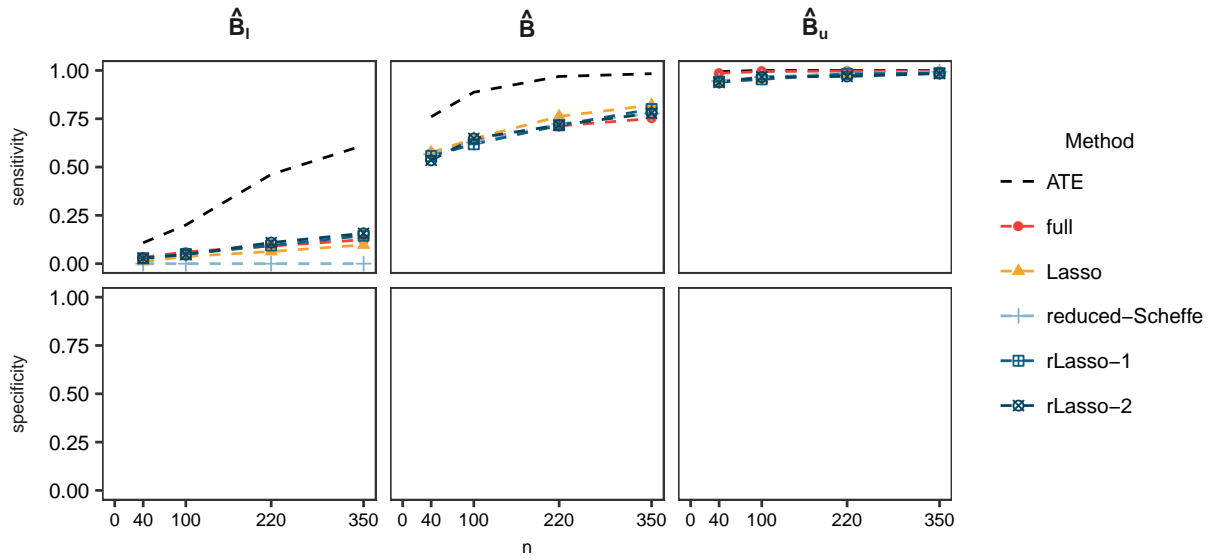 B̂ₗ B̂ B̂ᵤ
sensitivity
1.00
0.75
0.50
0.25
0.00
specificity
1.00
0.75
0.50
0.25
0.00
0 40 100 220 350 0 40 100 220 350 0 40 100 220 350
n
Method
ATE
full
Lasso
reduced−Scheffe
rLasso−1
rLasso−2